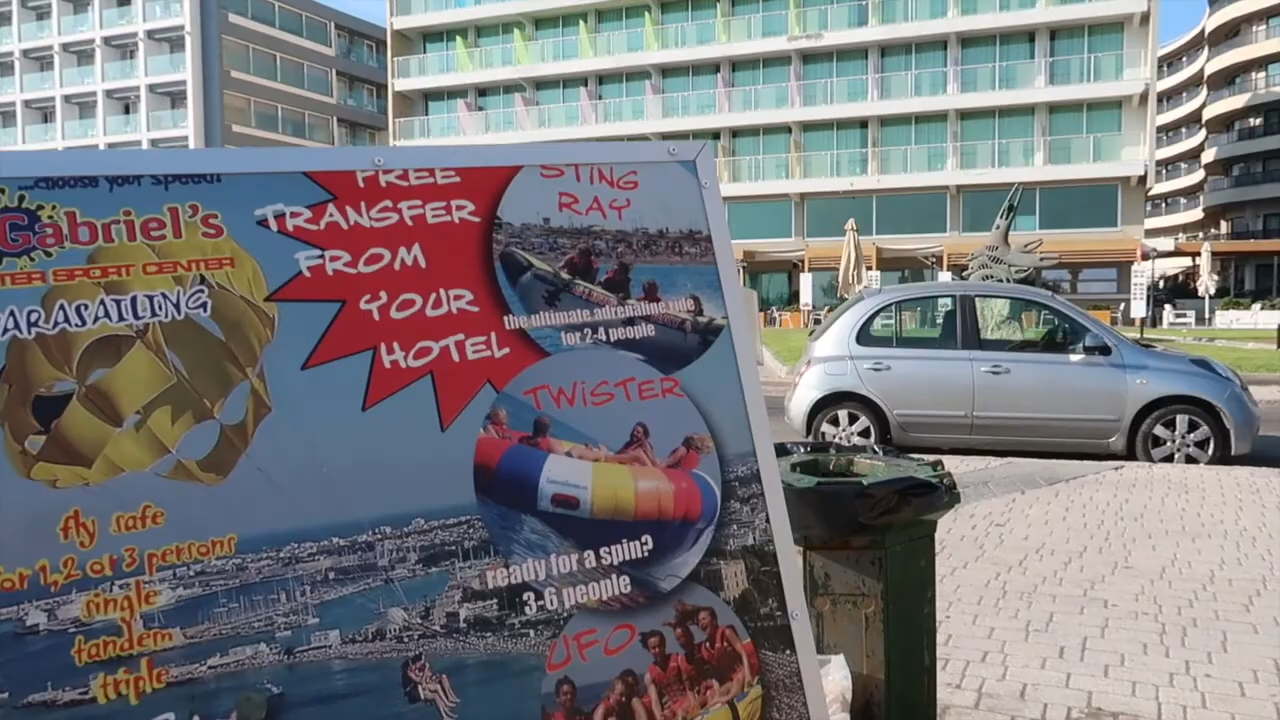 ...choose your speed!
Gabriel's
TER SPORT CENTER
ARASAILING
FREE
TRANSFER
FROM
YOUR
HOTEL
STING
RAY
the ultimate adrenaline ride
for 2-4 people
TWISTER
ready for a spin?
3-6 people
UFO
fly safe
or 1,2 or 3 persons
single
tandem
triple